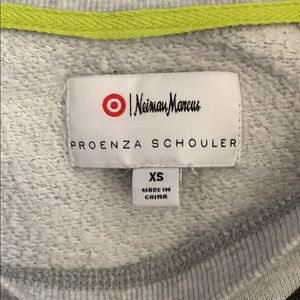 | Neiman Marcus
PROENZA SCHOULER
XS
MADE IN
CHINA